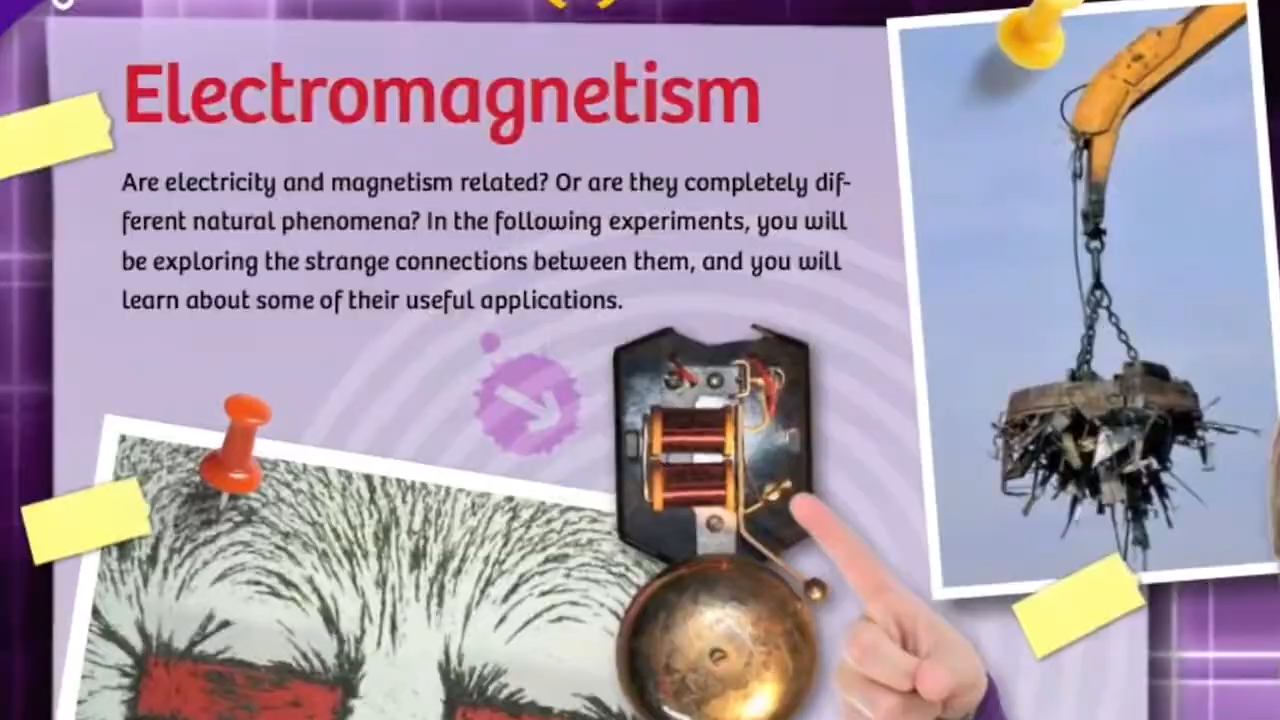 Electromagnetism
Are electricity and magnetism related? Or are they completely dif-
ferent natural phenomena? In the following experiments, you will
be exploring the strange connections between them, and you will
learn about some of their useful applications.